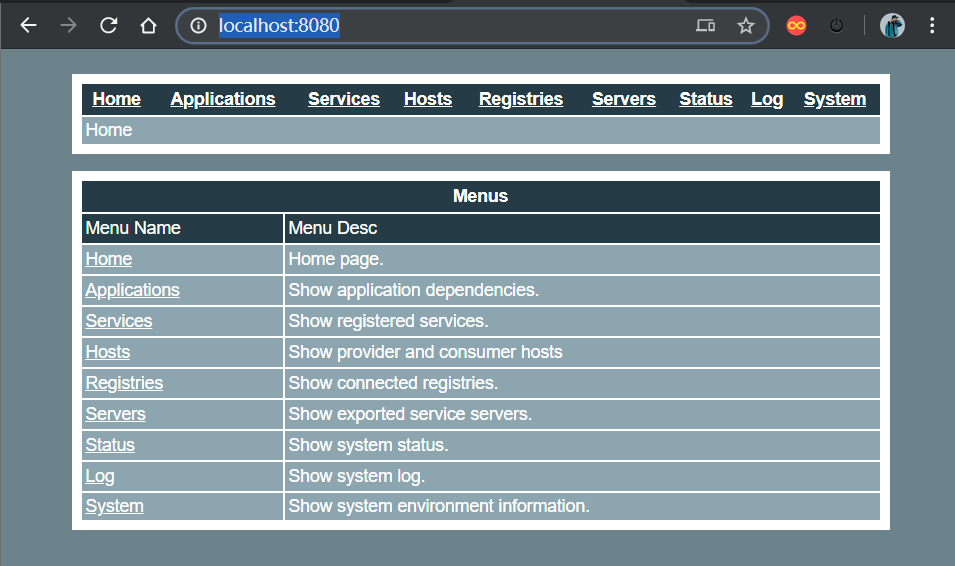 localhost:8080
Home Applications Services Hosts Registries Servers Status Log System
Home
Menus
Menu Name Menu Desc
Home Home page.
Applications Show application dependencies.
Services Show registered services.
Hosts Show provider and consumer hosts
Registries Show connected registries.
Servers Show exported service servers.
Status Show system status.
Log Show system log.
System Show system environment information.